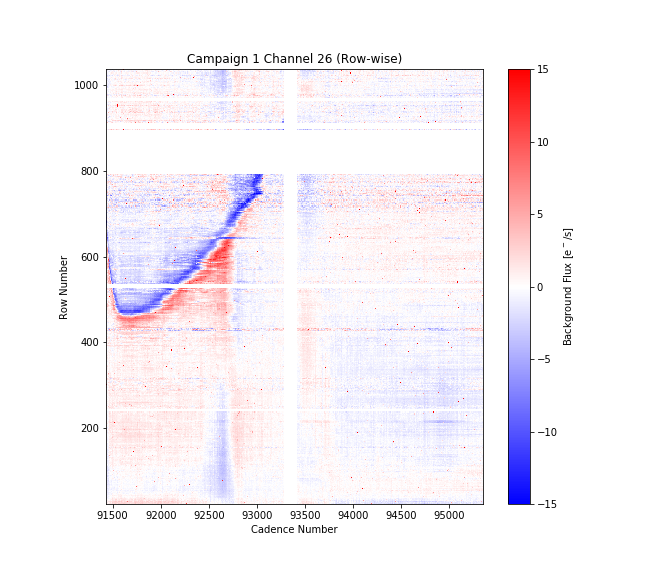 Campaign 1 Channel 26 (Row-wise)
1000
800
600
400
200
Row Number
91500 92000 92500 93000 93500 94000 94500 95000
Cadence Number
15
10
5
0
−5
−10
−15
Background Flux [e⁻/s]